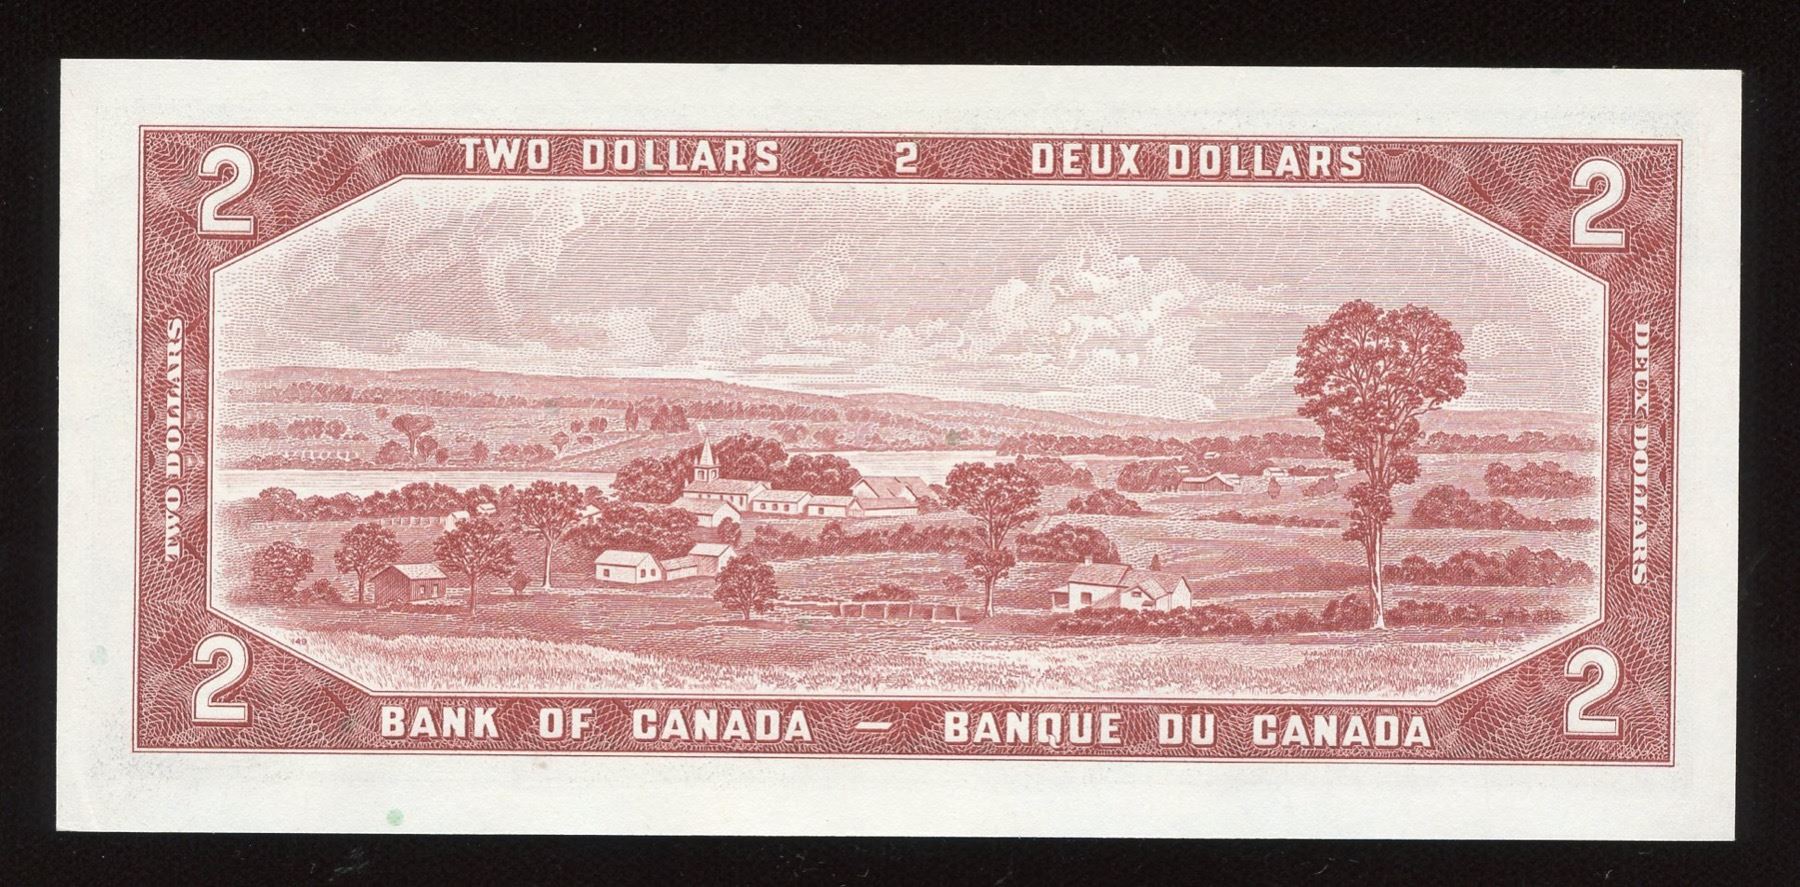 2 TWO DOLLARS 2 DEUX DOLLARS 2
TWO DOLLARS
DEUX DOLLARS
149
2 BANK OF CANADA — BANQUE DU CANADA 2